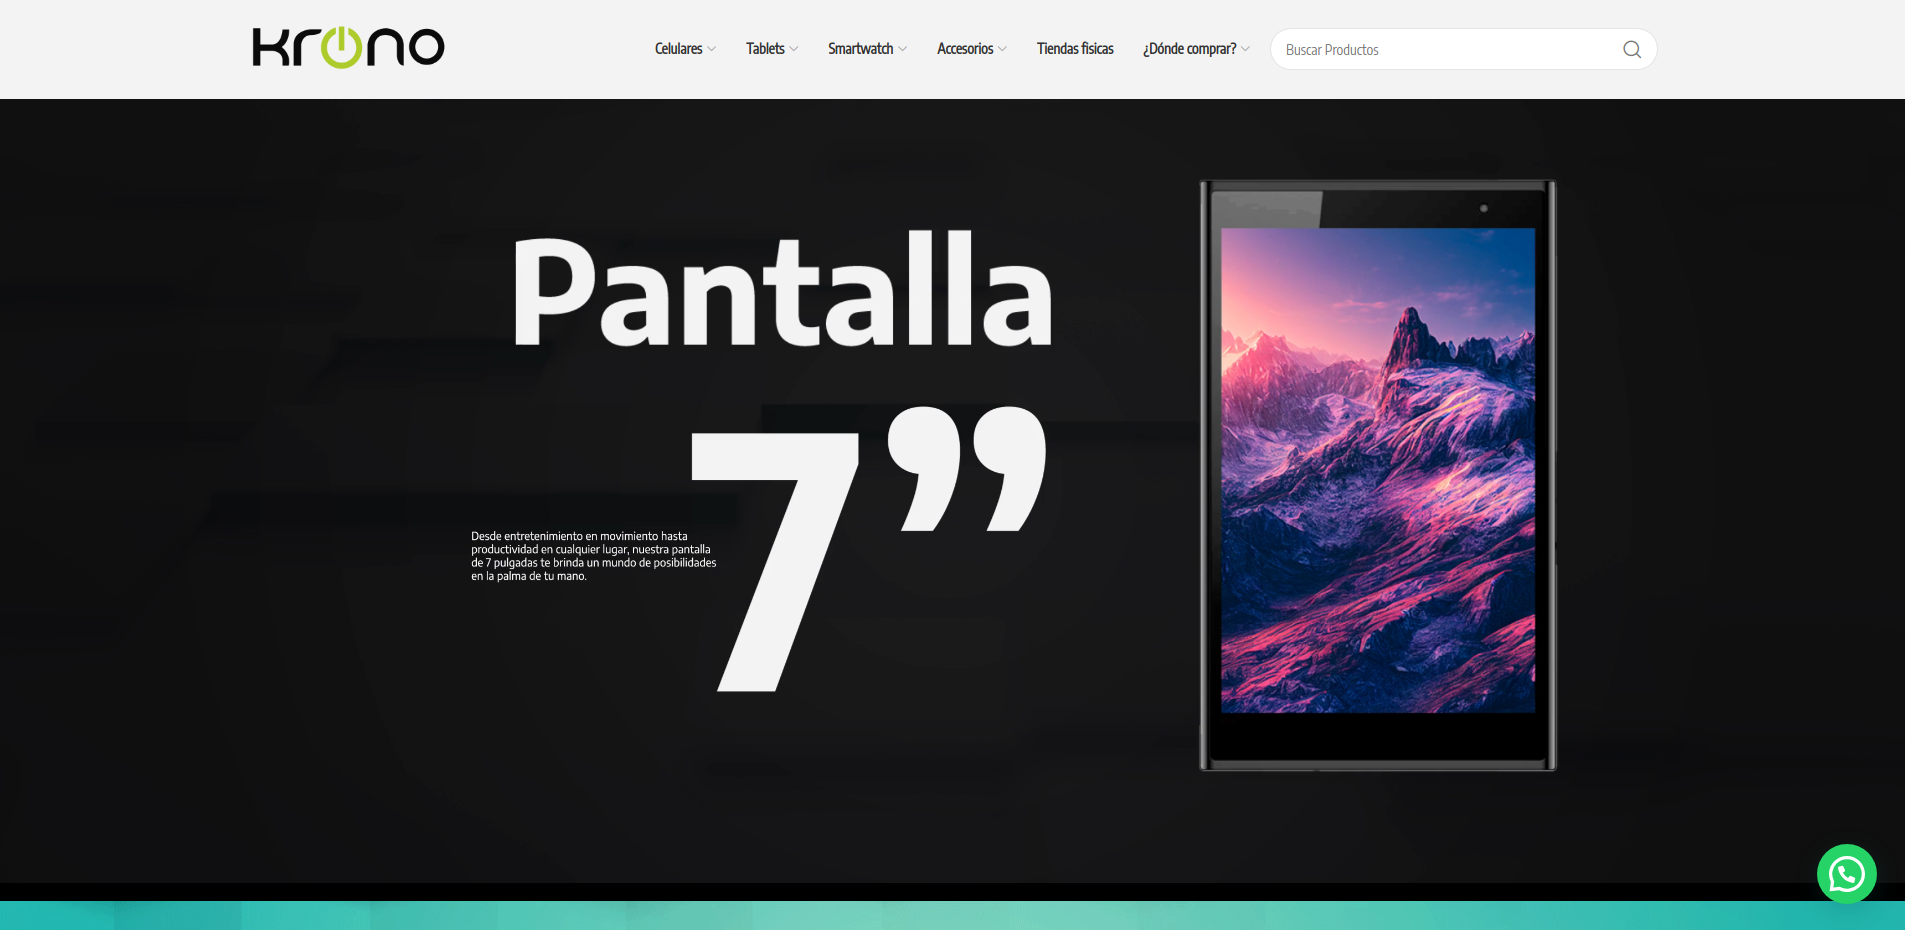 krono
Celulares
Tablets
Smartwatch
Accesorios
Tiendas fisicas
¿Dónde comprar?
Buscar Productos
Pantalla
7”
Desde entretenimiento en movimiento hasta
productividad en cualquier lugar, nuestra pantalla
de 7 pulgadas te brinda un mundo de posibilidades
en la palma de tu mano.